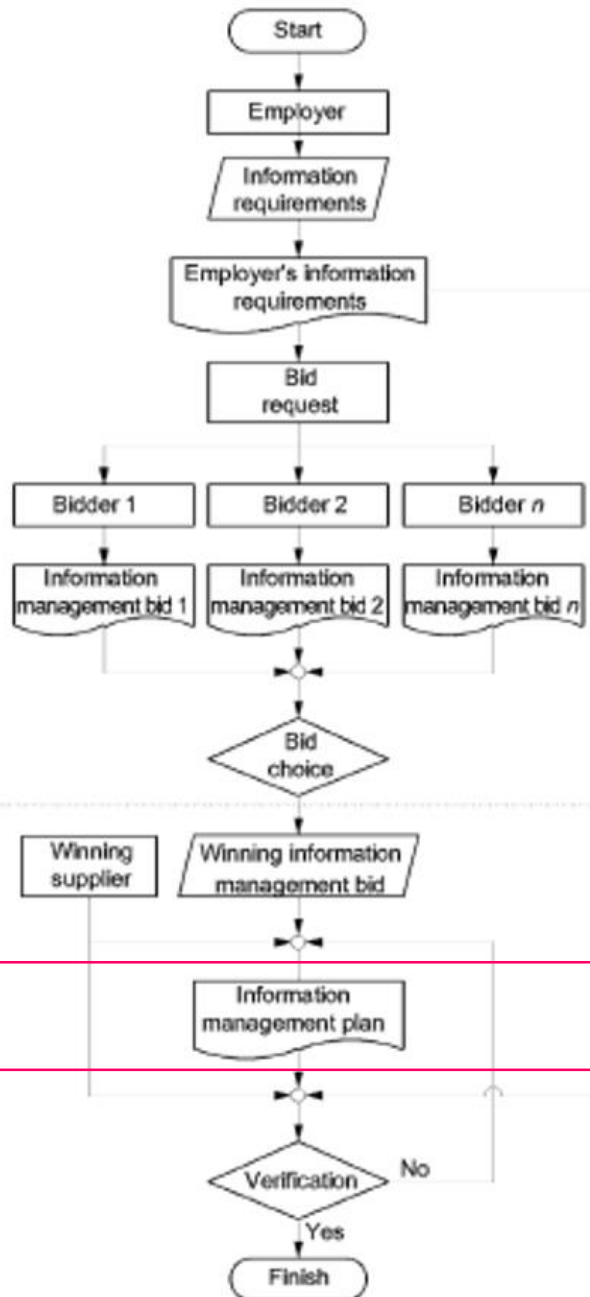 Start
Employer
Information
requirements
Employer's information
requirements
Bid
request
Bidder 1
Bidder 2
Bidder n
Information
management bid 1
Information
management bid 2
Information
management bid n
Bid
choice
Winning
supplier
Winning information
management bid
Information
management plan
Verification
No
Yes
Finish